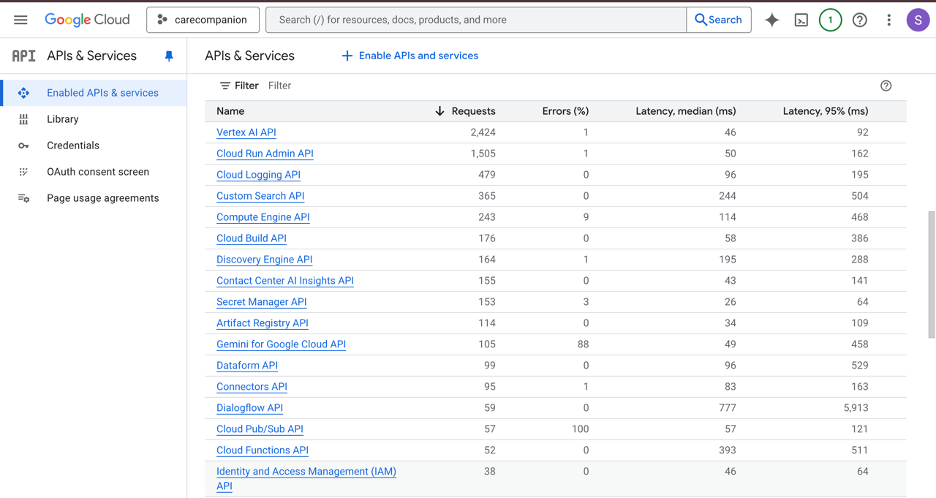 Google Cloud carecompanion Search (/) for resources, docs, products, and more Search 1 S
API APIs & Services APIs & Services Enable APIs and services
Enabled APIs & services
Library
Credentials
OAuth consent screen
Page usage agreements
Filter Filter
Name Requests Errors (%) Latency, median (ms) Latency, 95% (ms)
Vertex AI API 2,424 1 46 92
Cloud Run Admin API 1,505 1 50 162
Cloud Logging API 479 0 96 195
Custom Search API 365 0 244 504
Compute Engine API 243 9 114 468
Cloud Build API 176 0 58 386
Discovery Engine API 164 1 195 288
Contact Center AI Insights API 155 0 43 141
Secret Manager API 153 3 26 64
Artifact Registry API 114 0 34 109
Gemini for Google Cloud API 105 88 49 458
Dataform API 99 0 96 529
Connectors API 95 1 83 163
Dialogflow API 59 0 777 5,913
Cloud Pub/Sub API 57 100 57 121
Cloud Functions API 52 0 393 511
Identity and Access Management (IAM) 38 0 46 64
API